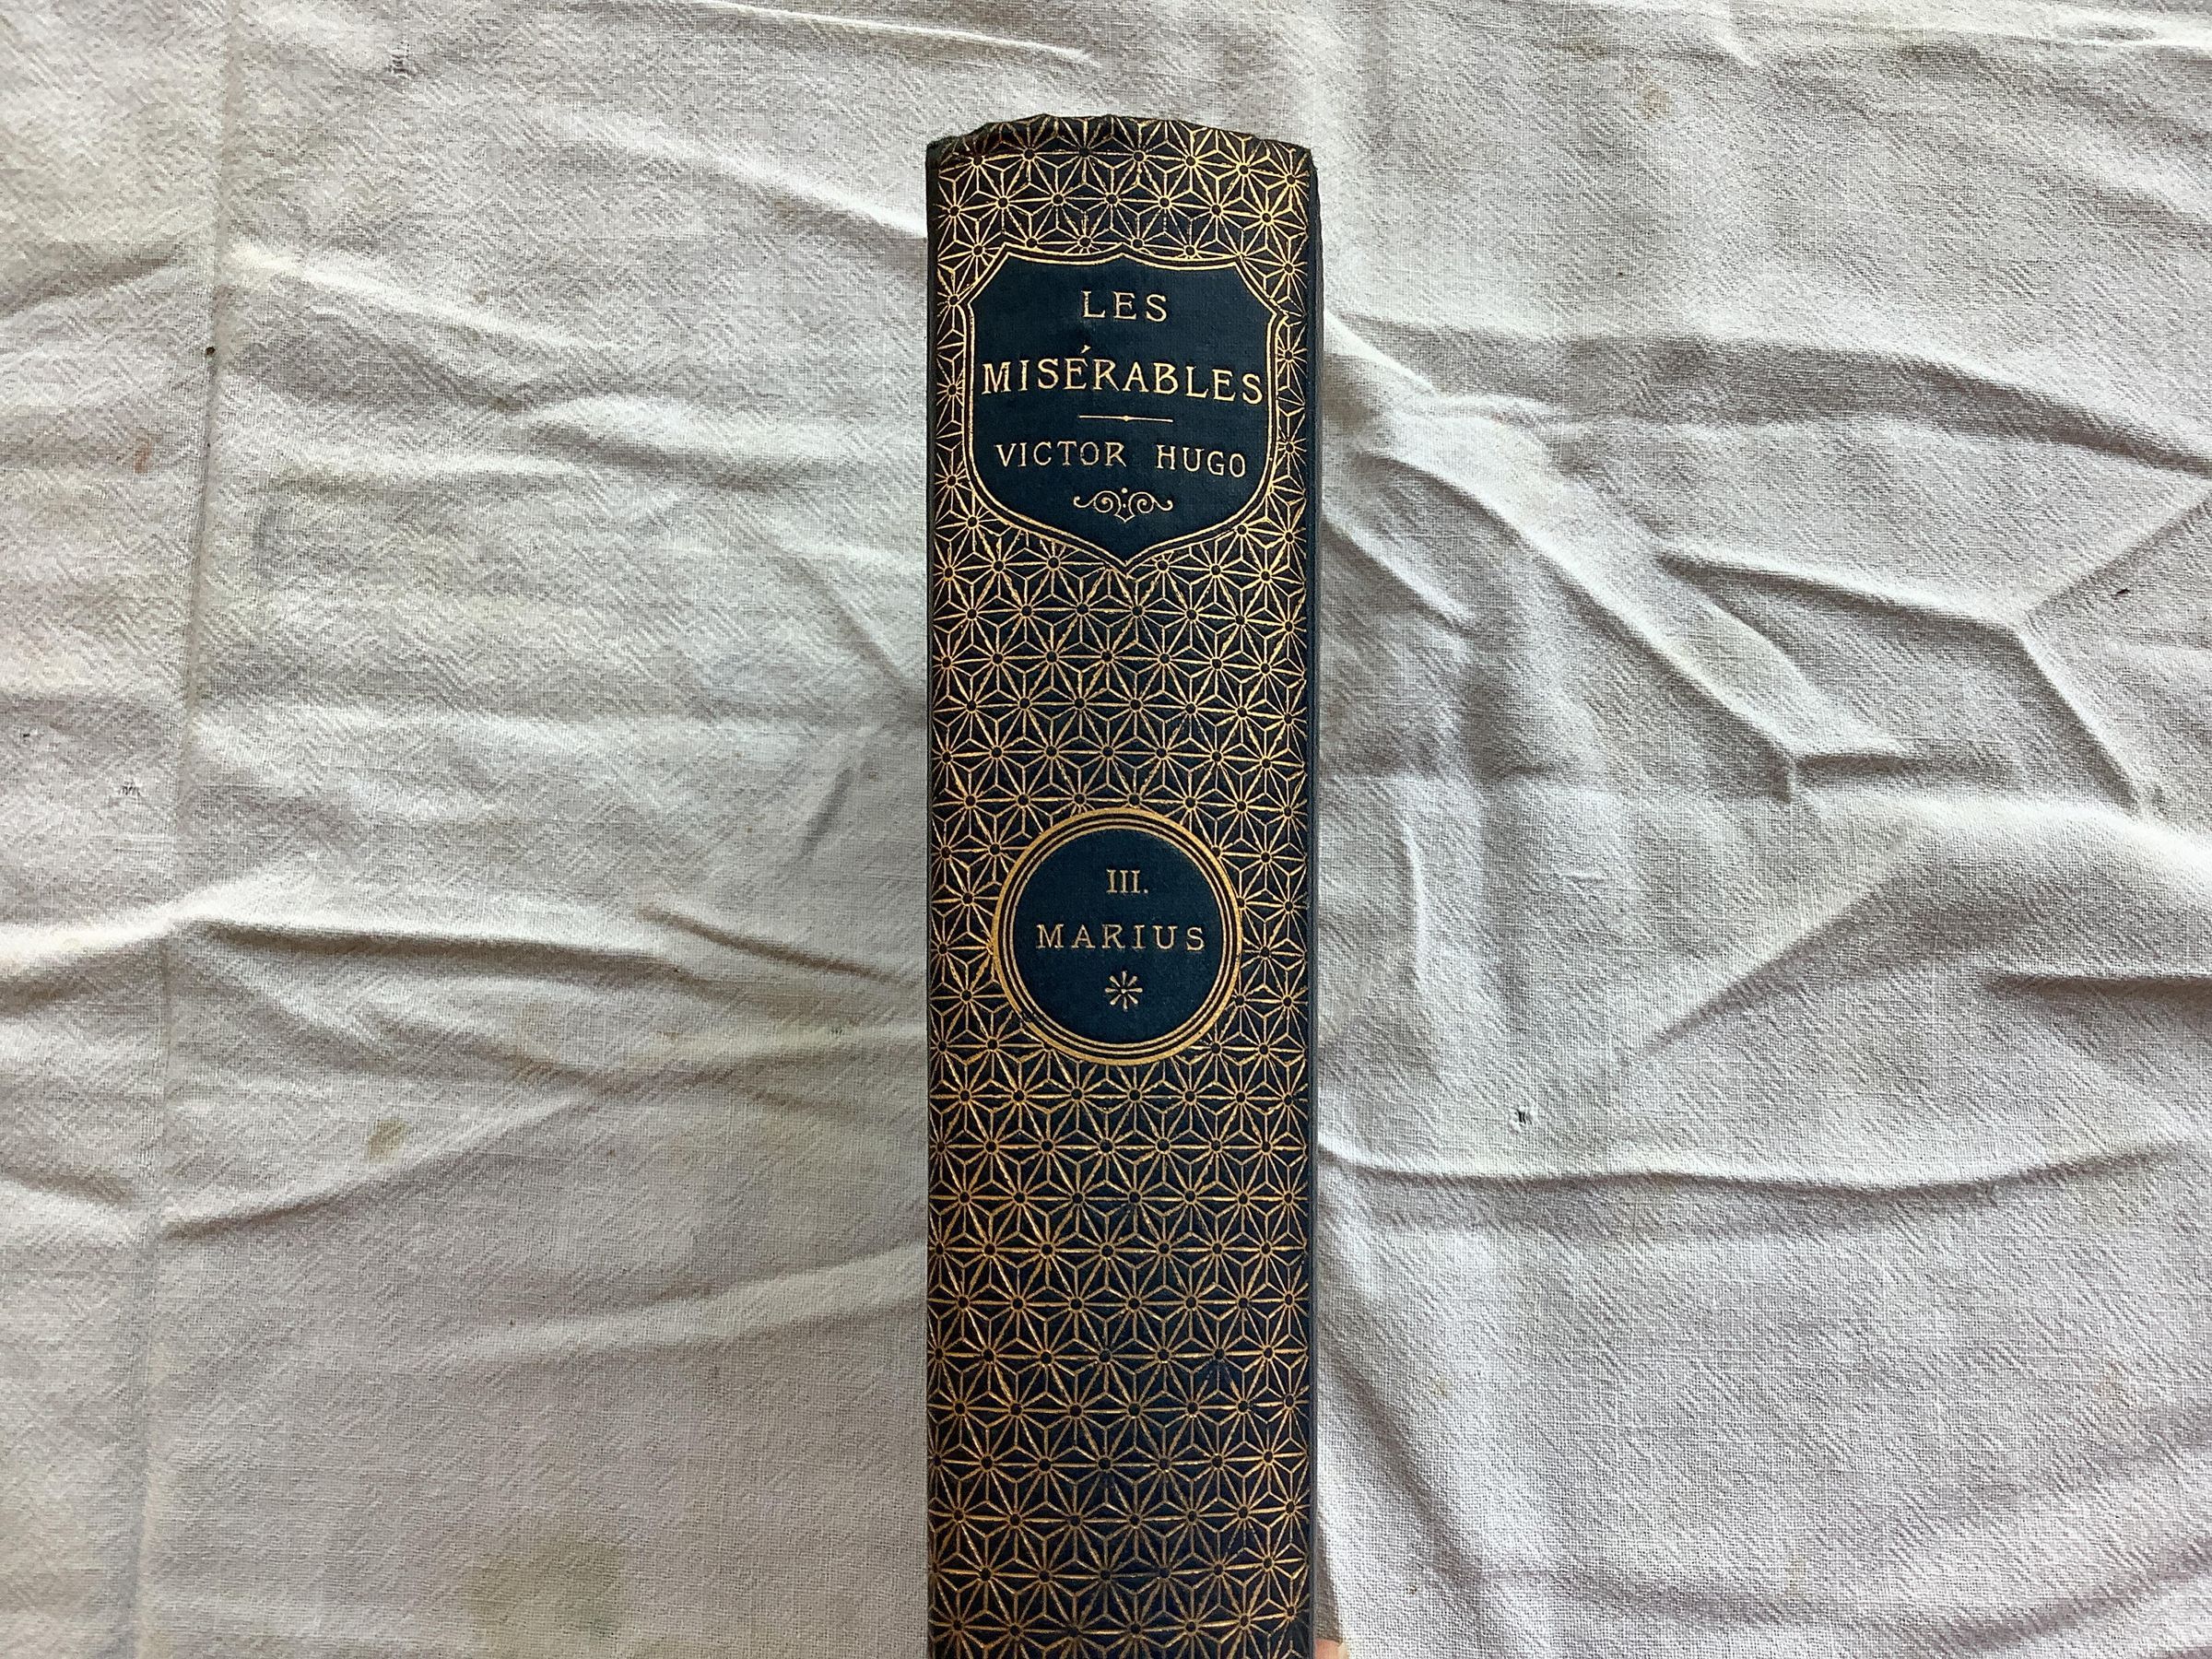 LES
MISÉRABLES
VICTOR HUGO
III.
MARIUS